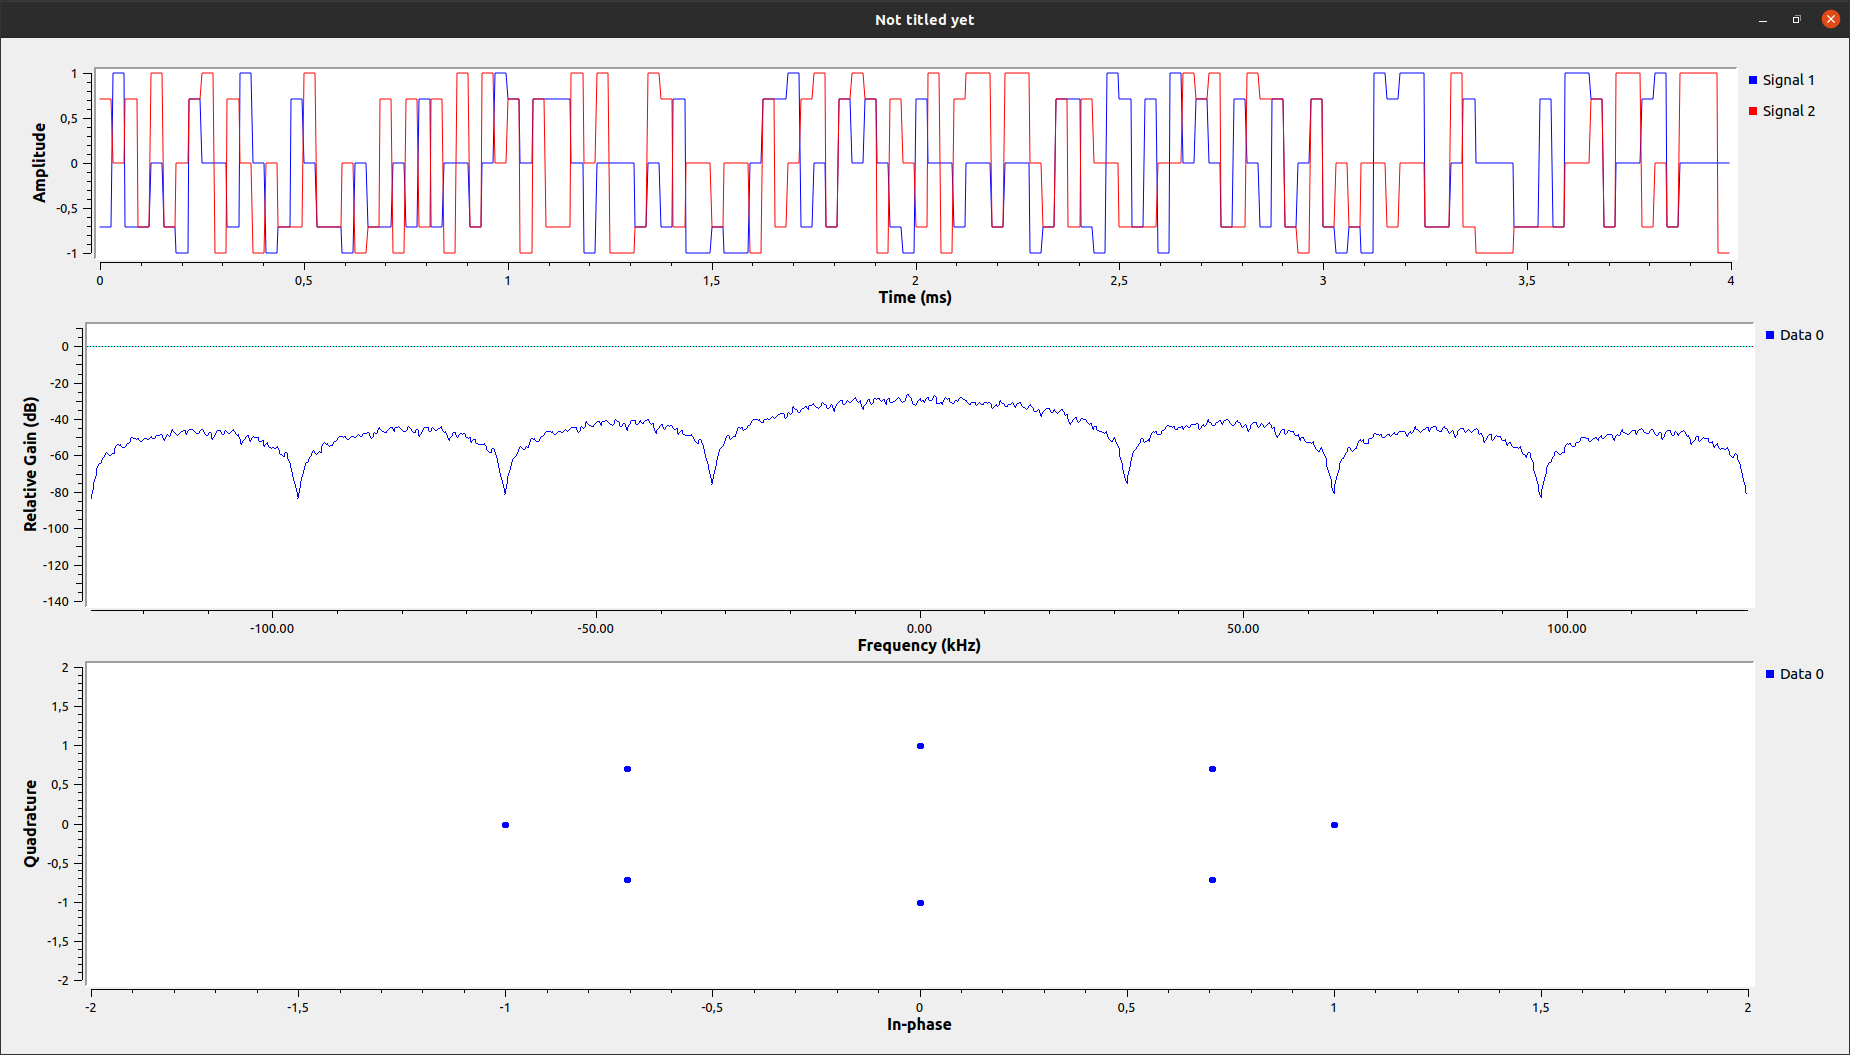 Not titled yet
Amplitude
1
0,5
0
-0,5
-1
0 0,5 1 1,5 2 2,5 3 3,5 4
Time (ms)
Signal 1
Signal 2
Relative Gain (dB)
0
-20
-40
-60
-80
-100
-120
-140
-100.00 -50.00 0.00 50.00 100.00
Frequency (kHz)
Data 0
Quadrature
2
1,5
1
0,5
0
-0,5
-1
-1,5
-2
-2 -1,5 -1 -0,5 0 0,5 1 1,5 2
In-phase
Data 0